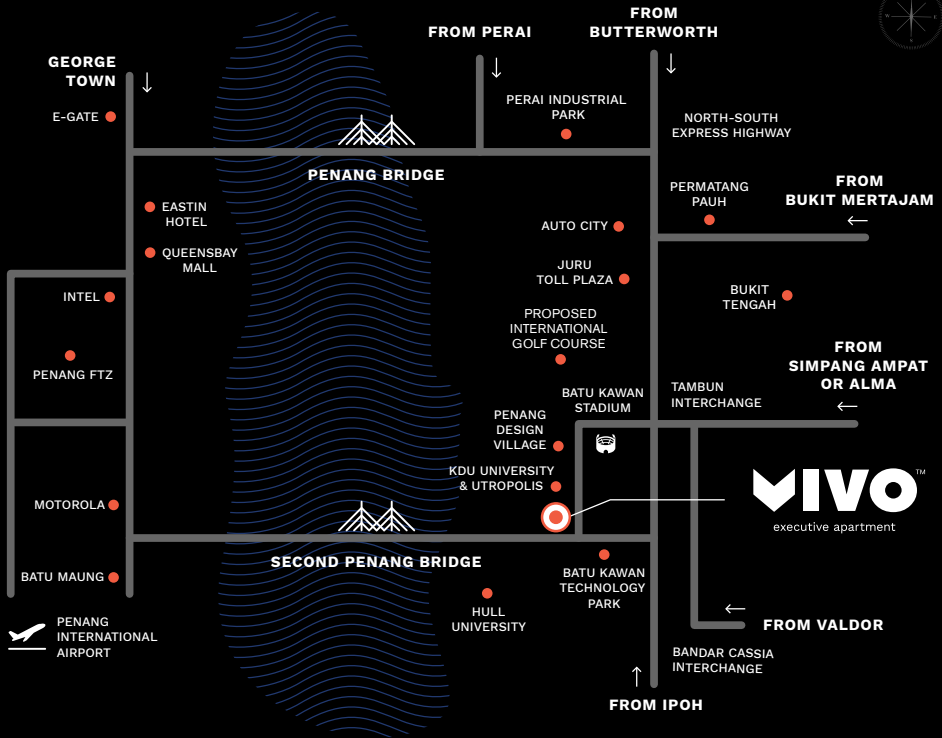 FROM
BUTTERWORTH
FROM PERAI
GEORGE
TOWN
E-GATE
PERAI INDUSTRIAL
PARK
NORTH-SOUTH
EXPRESS HIGHWAY
PENANG BRIDGE
PERMATANG
PAUH
FROM
BUKIT MERTAJAM
EASTIN
HOTEL
AUTO CITY
QUEENSBAY
MALL
JURU
TOLL PLAZA
INTEL
BUKIT
TENGAH
PROPOSED
INTERNATIONAL
GOLF COURSE
PENANG FTZ
FROM
SIMPANG AMPAT
OR ALMA
BATU KAWAN
STADIUM
TAMBUN
INTERCHANGE
PENANG
DESIGN
VILLAGE
KDU UNIVERSITY
& UTROPOLIS
VIVO™
executive apartment
MOTOROLA
SECOND PENANG BRIDGE
BATU MAUNG
BATU KAWAN
TECHNOLOGY
PARK
HULL
UNIVERSITY
PENANG
INTERNATIONAL
AIRPORT
FROM VALDOR
BANDAR CASSIA
INTERCHANGE
FROM IPOH